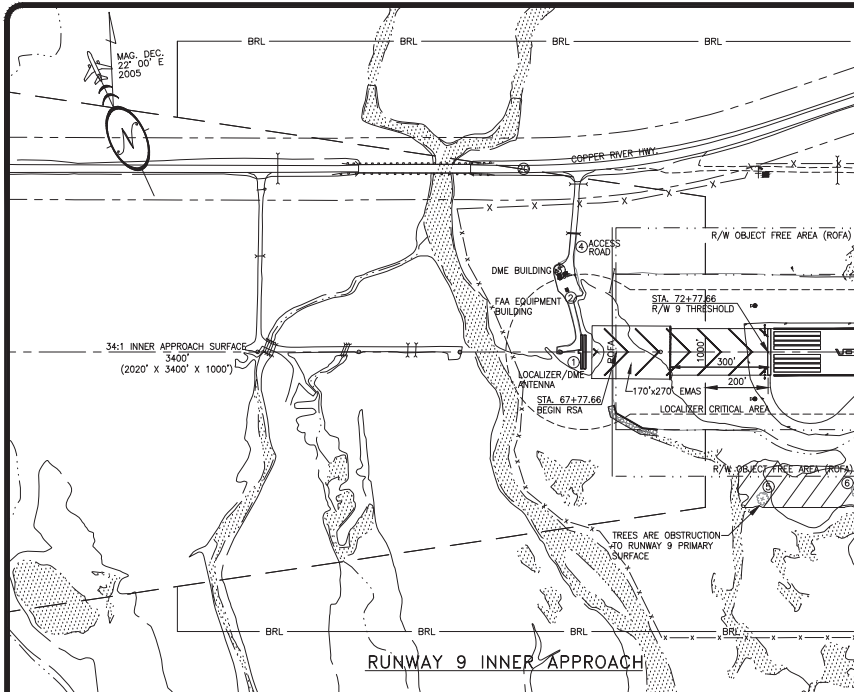 BRL BRL BRL BRL
MAG. DEC.
22° 00' E
2005
N
COPPER RIVER HWY.
20
R/W OBJECT FREE AREA (ROFA)
4 ACCESS
ROAD
DME BUILDING
2
FAA EQUIPMENT
BUILDING
STA. 72+77.66
R/W 9 THRESHOLD
34:1 INNER APPROACH SURFACE
3400'
(2020' X 3400' X 1000')
1
ROFA
1000'
300'
LOCALIZER/DME
ANTENNA
170'x270' EMAS
200'
STA. 67+77.66
BEGIN RSA
LOCALIZER CRITICAL AREA
R/W OBJECT FREE AREA (ROFA)
5
6
TREES ARE OBSTRUCTION
TO RUNWAY 9 PRIMARY
SURFACE
BRL BRL BRL BRL
RUNWAY 9 INNER APPROACH